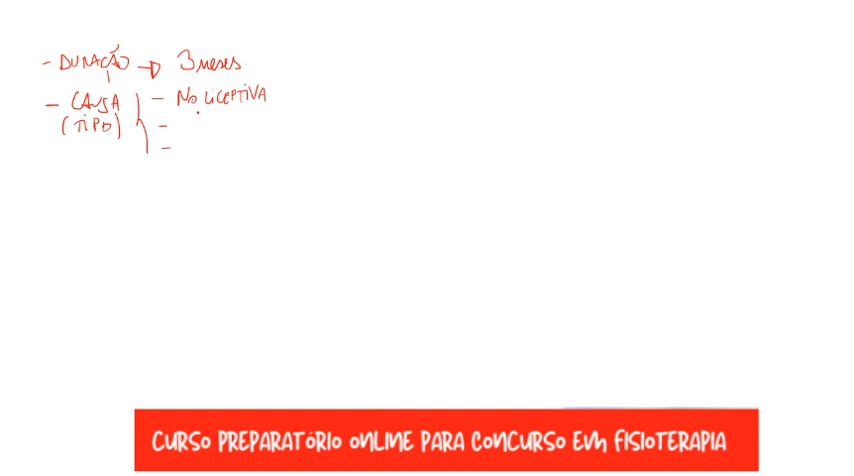 - DURAÇÃO → 3 meses
- CAUSA - NOCICEPTIVA
(TIPO) -
-
CURSO PREPARATÓRIO ONLINE PARA CONCURSO EM FISIOTERAPIA